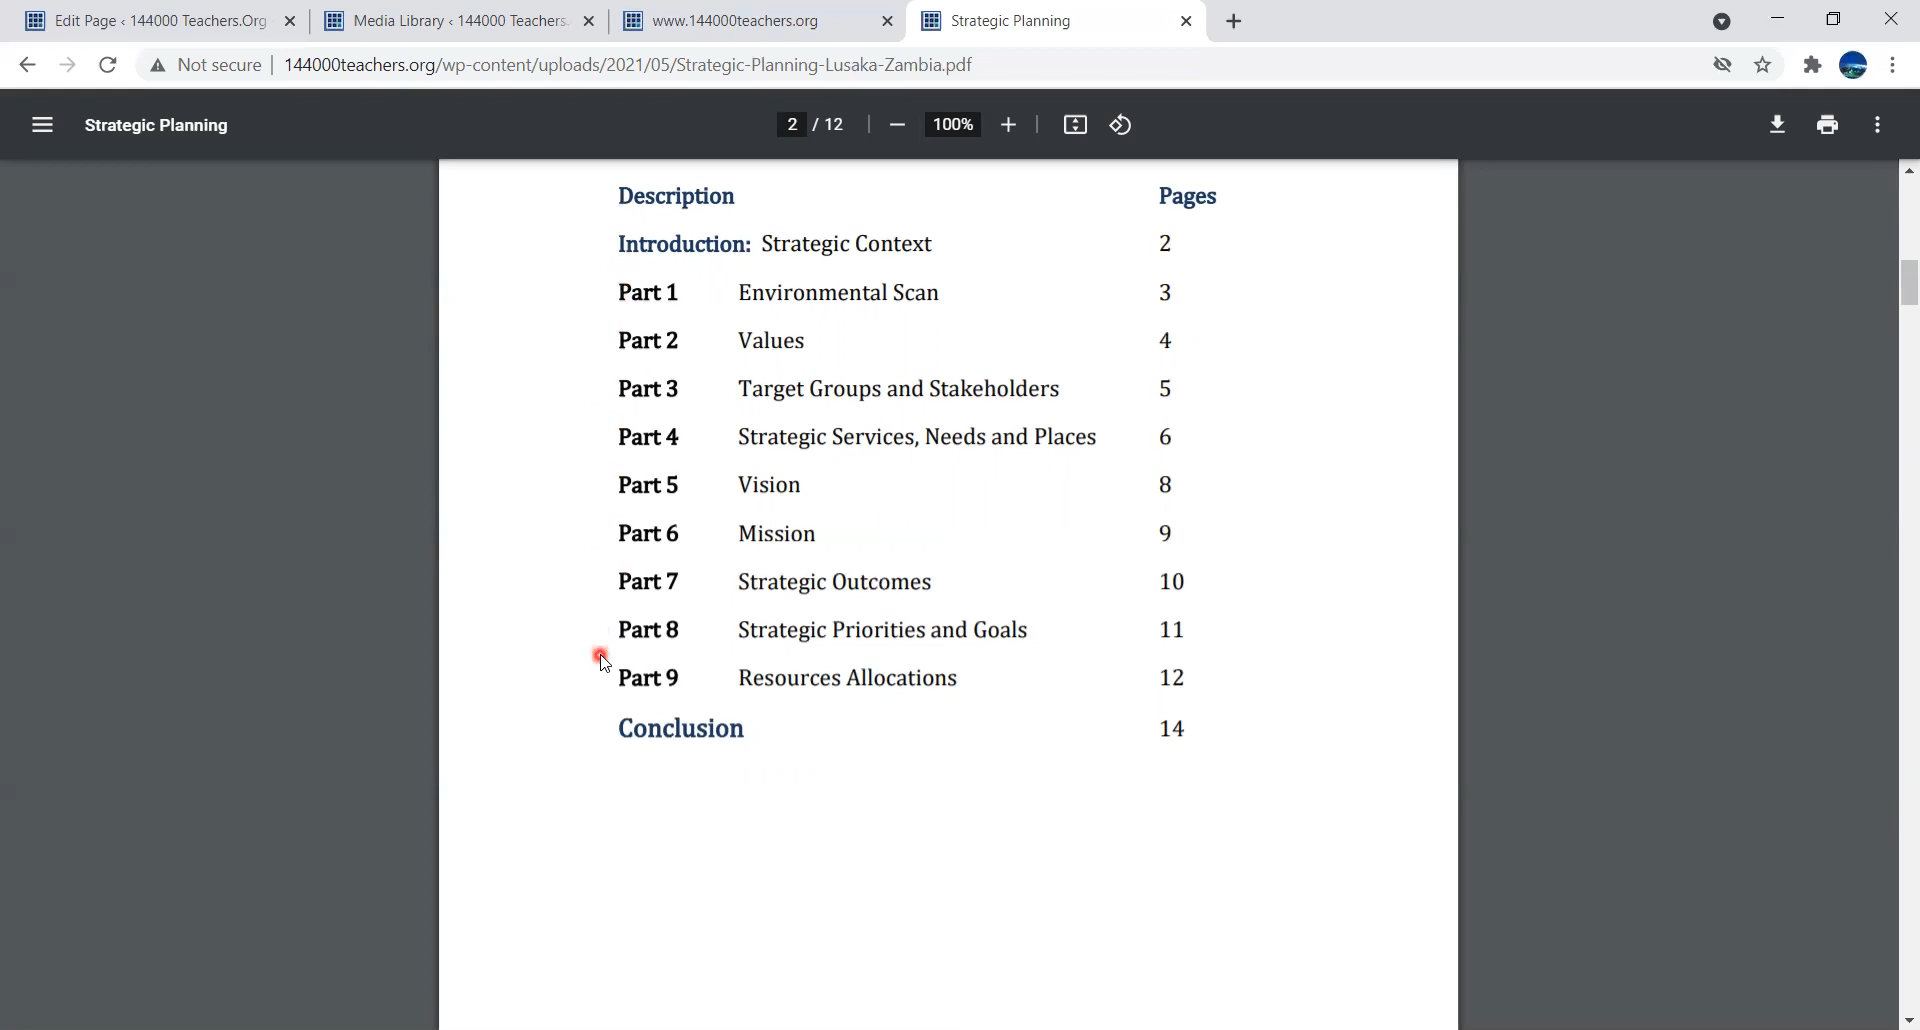 Edit Page ‹ 144000 Teachers.Org
Media Library ‹ 144000 Teachers.
www.144000teachers.org
Strategic Planning
Not secure
144000teachers.org/wp-content/uploads/2021/05/Strategic-Planning-Lusaka-Zambia.pdf
Strategic Planning
2 / 12
100%
Description Pages
Introduction: Strategic Context 2
Part 1 Environmental Scan 3
Part 2 Values 4
Part 3 Target Groups and Stakeholders 5
Part 4 Strategic Services, Needs and Places 6
Part 5 Vision 8
Part 6 Mission 9
Part 7 Strategic Outcomes 10
Part 8 Strategic Priorities and Goals 11
Part 9 Resources Allocations 12
Conclusion 14